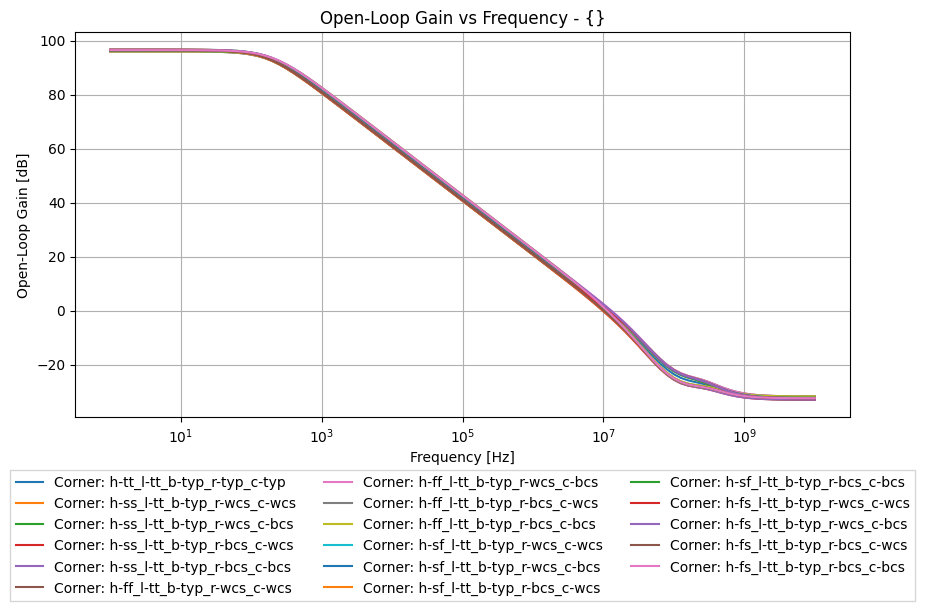 Open-Loop Gain vs Frequency - {}
Open-Loop Gain [dB]
100
80
60
40
20
0
−20
10¹
10³
10⁵
10⁷
10⁹
Frequency [Hz]
Corner: h-tt_l-tt_b-typ_r-typ_c-typ
Corner: h-ss_l-tt_b-typ_r-wcs_c-wcs
Corner: h-ss_l-tt_b-typ_r-wcs_c-bcs
Corner: h-ss_l-tt_b-typ_r-bcs_c-wcs
Corner: h-ss_l-tt_b-typ_r-bcs_c-bcs
Corner: h-ff_l-tt_b-typ_r-wcs_c-wcs
Corner: h-ff_l-tt_b-typ_r-wcs_c-bcs
Corner: h-ff_l-tt_b-typ_r-bcs_c-wcs
Corner: h-ff_l-tt_b-typ_r-bcs_c-bcs
Corner: h-sf_l-tt_b-typ_r-wcs_c-wcs
Corner: h-sf_l-tt_b-typ_r-wcs_c-bcs
Corner: h-sf_l-tt_b-typ_r-bcs_c-wcs
Corner: h-sf_l-tt_b-typ_r-bcs_c-bcs
Corner: h-fs_l-tt_b-typ_r-wcs_c-wcs
Corner: h-fs_l-tt_b-typ_r-wcs_c-bcs
Corner: h-fs_l-tt_b-typ_r-bcs_c-wcs
Corner: h-fs_l-tt_b-typ_r-bcs_c-bcs